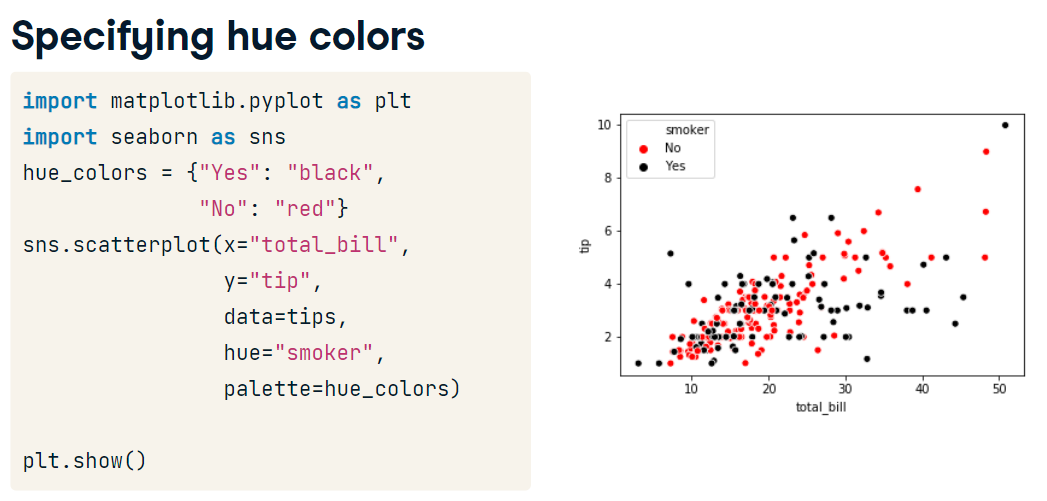 Specifying hue colors
import matplotlib.pyplot as plt
import seaborn as sns
hue_colors = {"Yes": "black",
              "No": "red"}
sns.scatterplot(x="total_bill",
                y="tip",
                data=tips,
                hue="smoker",
                palette=hue_colors)
plt.show()
smoker
No
Yes
10
8
6
4
2
tip
10 20 30 40 50
total_bill